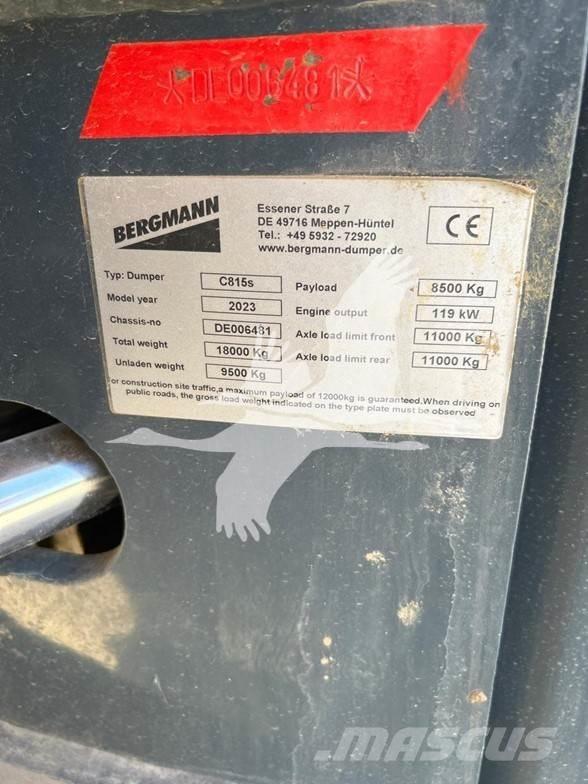 *DE006481*
BERGMANN
Essener Straße 7
DE 49716 Meppen-Hüntel
Tel.: +49 5932 - 72920
www.bergmann-dumper.de
CE
Typ: Dumper C815s
Model year 2023
Chassis-no DE006481
Total weight 18000 Kg
Unladen weight 9500 Kg
Payload 8500 Kg
Engine output 119 kW
Axle load limit front 11000 Kg
Axle load limit rear 11000 Kg
For construction site traffic,a maximum payload of 12000kg is guaranteed.When driving on
public roads, the gross load weight indicated on the type plate must be observed
MASCUS